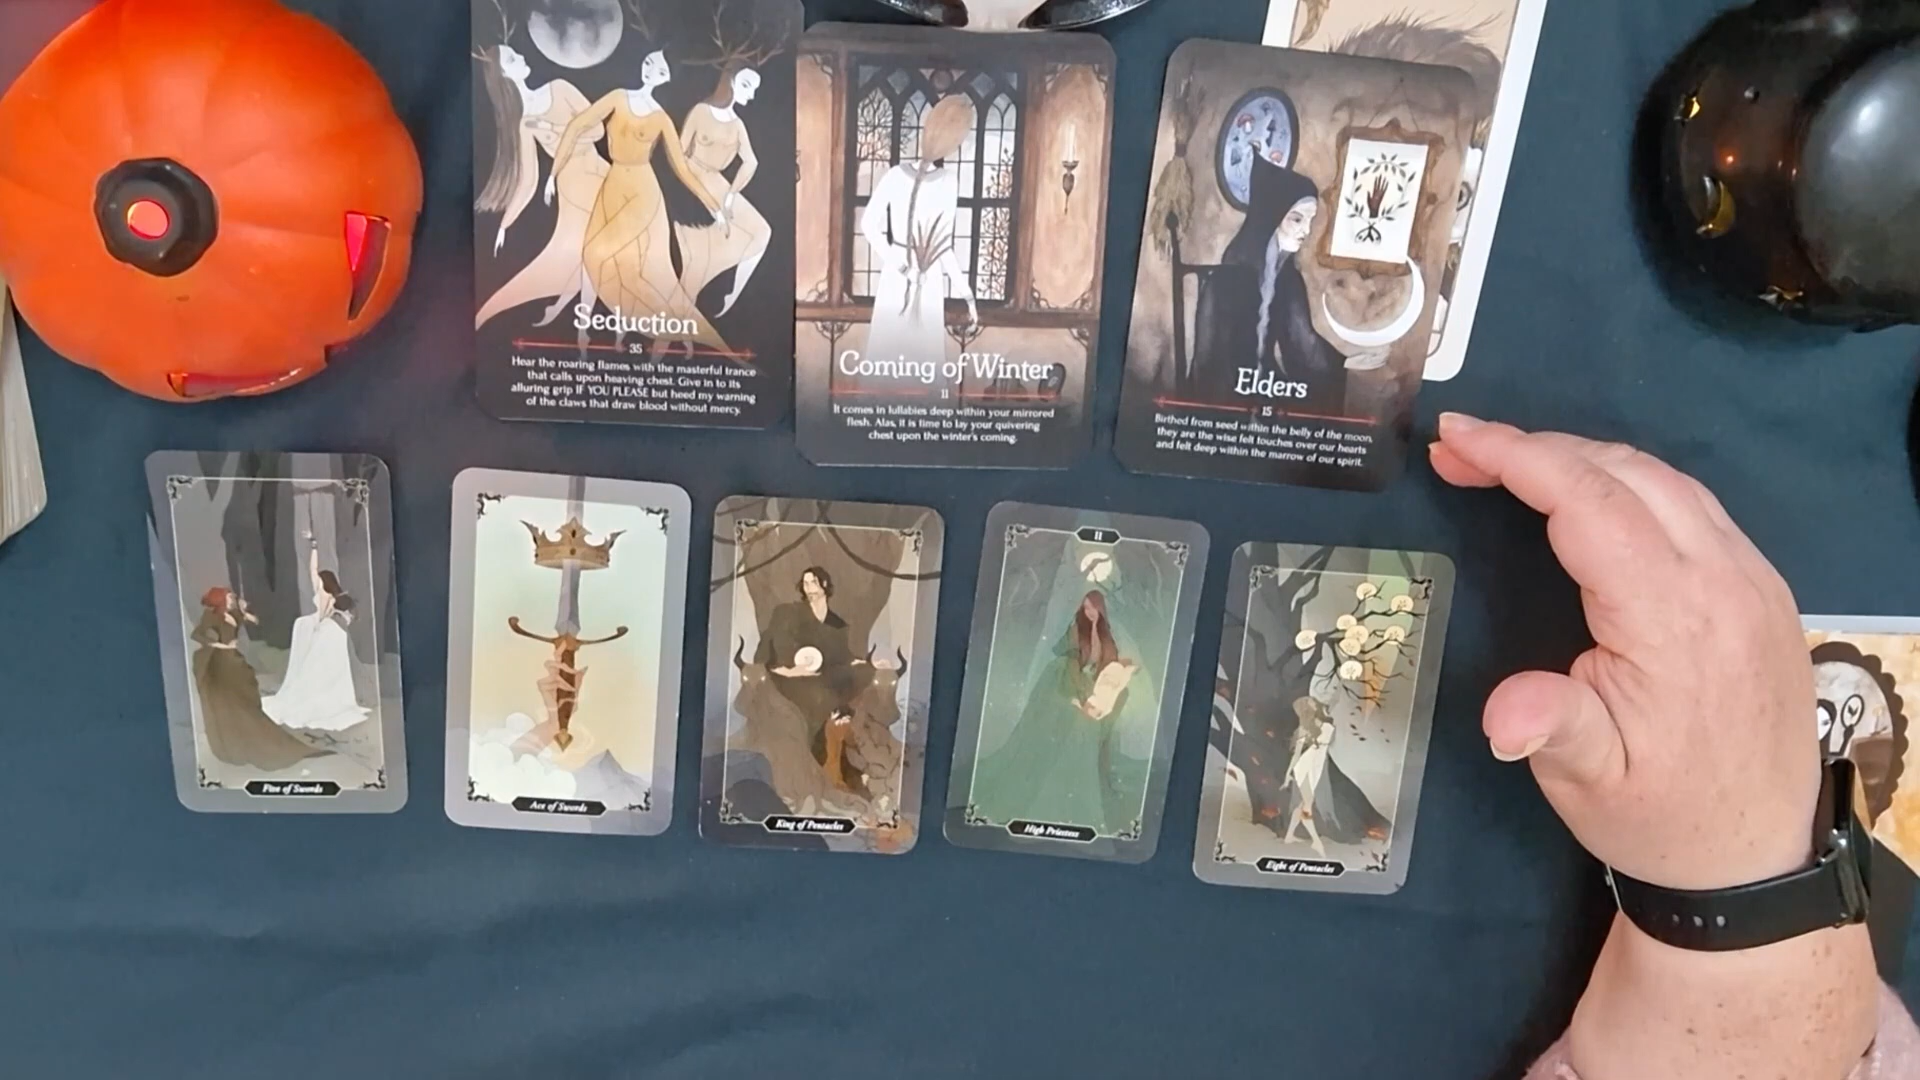 Seduction
35
Hear the roaring flames with the masterful trance
that calls upon heaving chest. Give in to its
alluring grip IF YOU PLEASE but heed my warning
of the claws that draw blood without mercy.
Coming of Winter
11
It comes in lullabies deep within your mirrored
flesh. Alas, it is time to lay your quivering
chest upon the winter's coming.
Elders
15
Birthed from seed within the belly of the moon,
they are the wise felt touches over our hearts
and felt deep within the marrow of our spirit.
Five of Swords
Ace of Swords
King of Pentacles
II
High Priestess
Eight of Pentacles